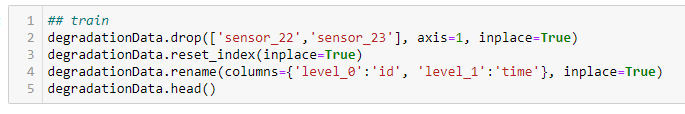 1 ## train
2 degradationData.drop(['sensor_22','sensor_23'], axis=1, inplace=True)
3 degradationData.reset_index(inplace=True)
4 degradationData.rename(columns={'level_0':'id', 'level_1':'time'}, inplace=True)
5 degradationData.head()